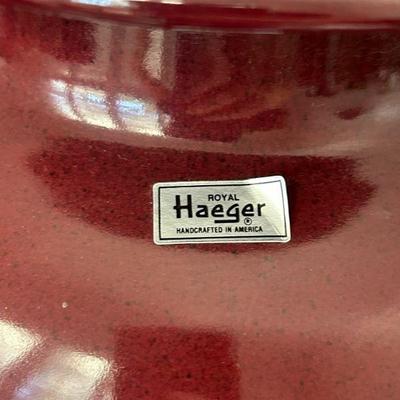 ROYAL
Haeger®
HANDCRAFTED IN AMERICA